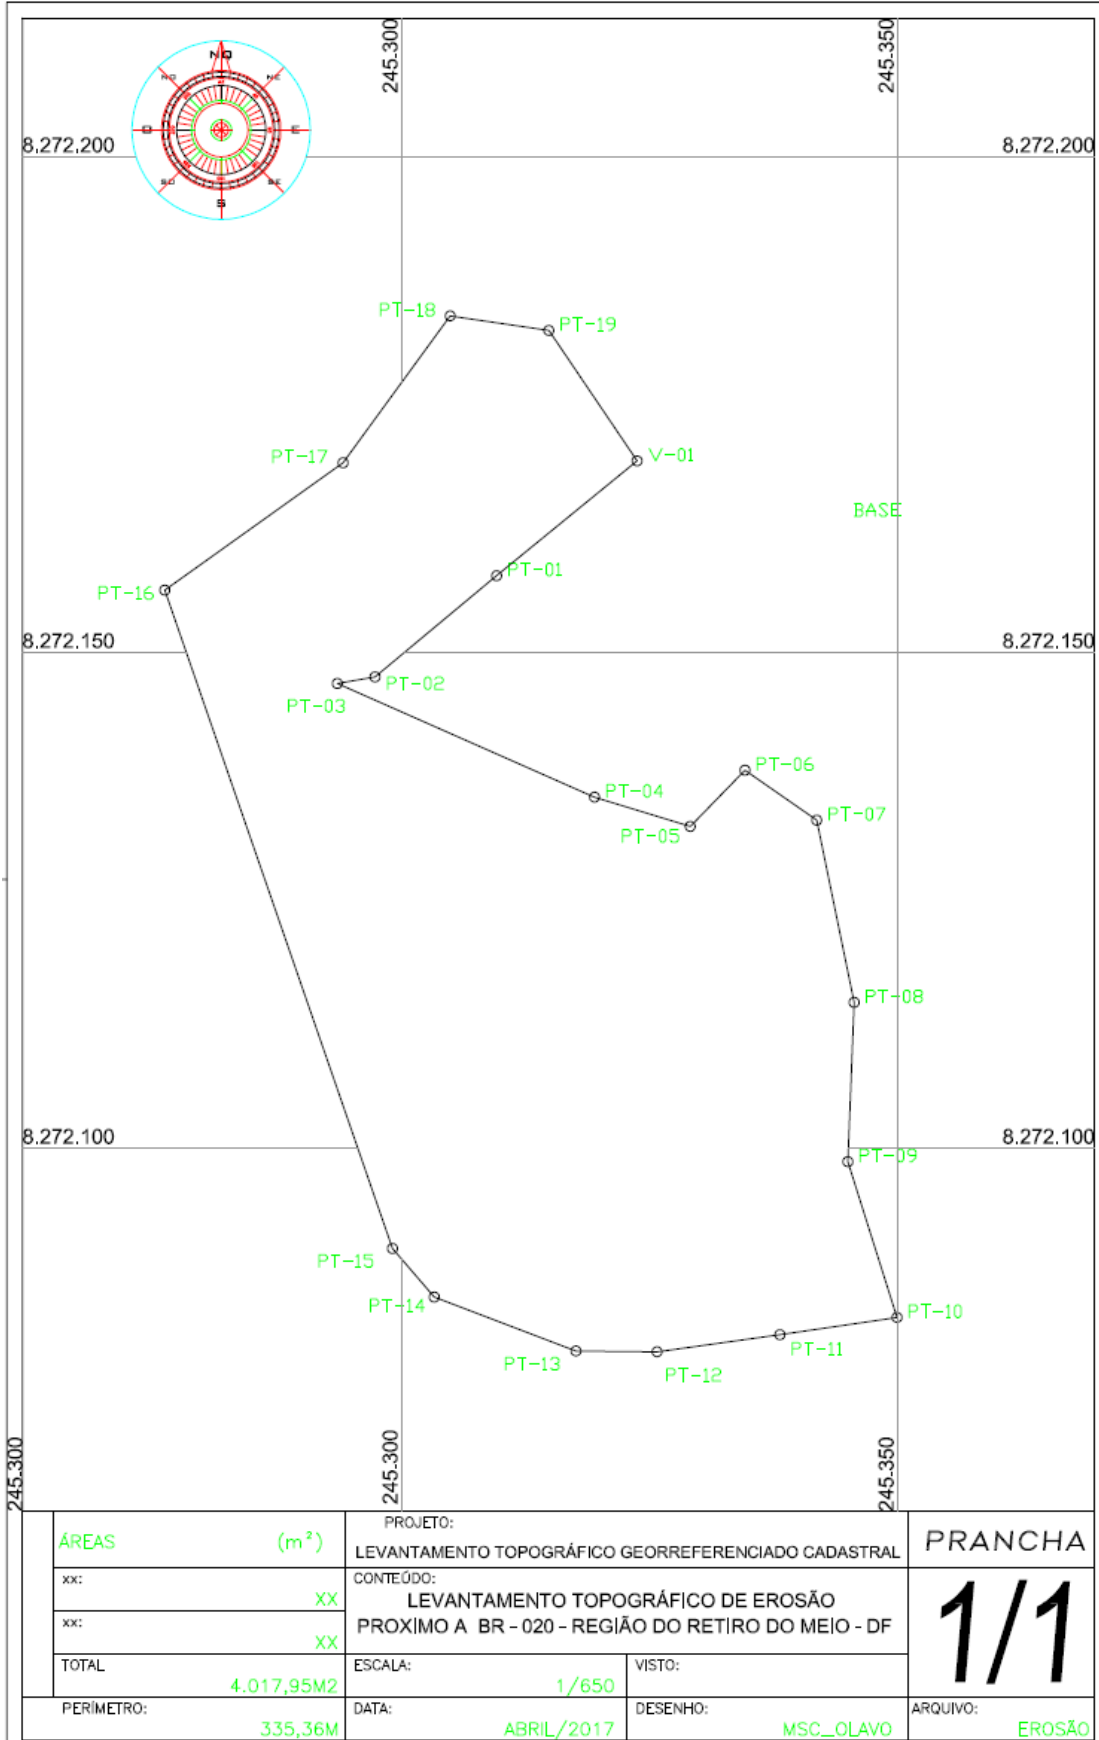 245.300
245.350
NQ
NO
NE
O
E
SO
SE
S
8.272.200
8.272.200
PT-18
PT-19
PT-17
V-01
BASE
PT-01
PT-16
8.272.150
8.272.150
PT-02
PT-03
PT-06
PT-04
PT-07
PT-05
PT-08
8.272.100
8.272.100
PT-09
PT-15
PT-14
PT-10
PT-11
PT-13
PT-12
245.300
245.300
245.350
ÁREAS (m²)
PROJETO:
LEVANTAMENTO TOPOGRÁFICO GEORREFERENCIADO CADASTRAL
PRANCHA
1/1
xx:
XX
CONTEÚDO:
LEVANTAMENTO TOPOGRÁFICO DE EROSÃO
PROXIMO A BR - 020 - REGIÃO DO RETIRO DO MEIO - DF
xx:
XX
TOTAL
4.017,95M2
ESCALA:
1/650
VISTO:
PERÍMETRO:
335,36M
DATA:
ABRIL/2017
DESENHO:
MSC_OLAVO
ARQUIVO:
EROSÃO